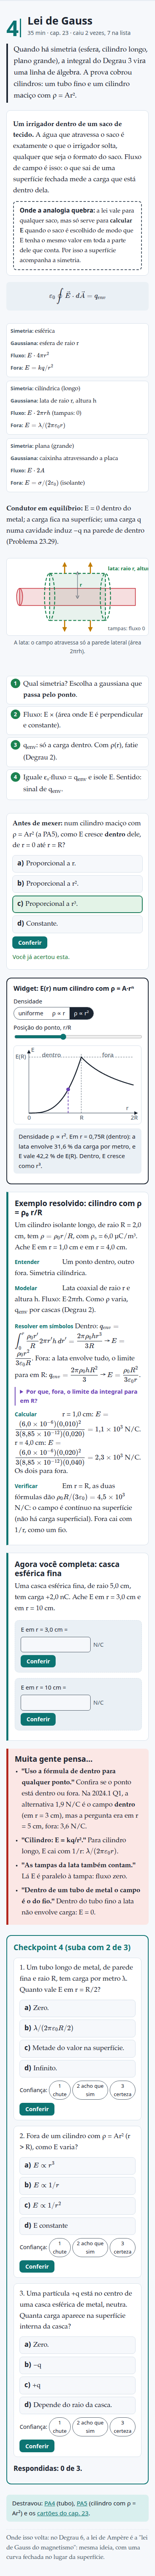 4
Lei de Gauss
35 min · cap. 23 · caiu 2 vezes, 7 na lista
Quando há simetria (esfera, cilindro longo,
plano grande), a integral do Degrau 3 vira
uma linha de álgebra. A prova cobrou
cilindros: um tubo fino e um cilindro
maciço com ρ = Ar².
Um irrigador dentro de um saco de
tecido. A água que atravessa o saco é
exatamente o que o irrigador solta,
qualquer que seja o formato do saco. Fluxo
de campo é isso: o que sai de uma
superfície fechada mede a carga que está
dentro dela.
Onde a analogia quebra: a lei vale para
qualquer saco, mas só serve para calcular
E quando o saco é escolhido de modo que
E tenha o mesmo valor em toda a parte
dele que conta. Por isso a gaussiana
acompanha a simetria.
ε₀ ∮ E⃗ · dA⃗ = q_env
Simetria: esférica
Gaussiana: esfera de raio r
Fluxo: E · 4πr²
Fora: E = kq/r²
Simetria: cilíndrica (longo)
Gaussiana: lata de raio r, altura h
Fluxo: E · 2πrh (tampas: 0)
Fora: E = λ/(2πε₀r)
Simetria: plana (grande)
Gaussiana: caixinha atravessando a placa
Fluxo: E · 2A
Fora: E = σ/(2ε₀) (isolante)
Condutor em equilíbrio: E = 0 dentro do
metal; a carga fica na superfície; uma carga q
numa cavidade induz −q na parede de dentro
(Problema 23.29).
lata: raio r, altu
r
tampas: fluxo 0
A lata: o campo atravessa só a parede lateral (área
2πrh).
1 Qual simetria? Escolha a gaussiana que
passa pelo ponto.
2 Fluxo: E × (área onde E é perpendicular
e constante).
3 q_env: só a carga dentro. Com ρ(r), fatie
(Degrau 2).
4 Iguale ε₀·fluxo = q_env e isole E. Sentido:
sinal de q_env.
Antes de mexer: num cilindro maciço com
ρ = Ar² (a PA5), como E cresce dentro dele,
de r = 0 até r = R?
a) Proporcional a r.
b) Proporcional a r².
c) Proporcional a r³.
d) Constante.
Conferir
Você já acertou esta.
Widget: E(r) num cilindro com ρ = A·rⁿ
Densidade
uniforme
ρ ∝ r
ρ ∝ r²
Posição do ponto, r/R
E
E(R)
dentro
fora
0
R
r
2R
Densidade ρ ∝ r². Em r = 0,75R (dentro): a
lata envolve 31,6 % da carga por metro, e
E vale 42,2 % de E(R). Dentro, E cresce
como r³.
Exemplo resolvido: cilindro com ρ
= ρ₀ r/R
Um cilindro isolante longo, de raio R = 2,0
cm, tem ρ = ρ₀r/R, com ρ₀ = 6,0 μC/m³.
Ache E em r = 1,0 cm e em r = 4,0 cm.
Entender Um ponto dentro, outro
fora. Simetria cilíndrica.
Modelar Lata coaxial de raio r e
altura h. Fluxo: E·2πrh. Como ρ varia,
q_env por cascas (Degrau 2).
Resolver em símbolos Dentro: q_env =
∫₀ʳ ρ₀r′/R 2πr′h dr′ = 2πρ₀hr³/3R → E =
ρ₀r²/3ε₀R. Fora: a lata envolve tudo, o limite
para em R: q_env = 2πρ₀hR²/3 → E = ρ₀R²/3ε₀r.
▸ Por que, fora, o limite da integral para
em R?
Calcular r = 1,0 cm: E =
(6,0 × 10⁻⁶)(0,010)²/3(8,85 × 10⁻¹²)(0,020) = 1,1 × 10³ N/C.
r = 4,0 cm: E =
(6,0 × 10⁻⁶)(0,020)²/3(8,85 × 10⁻¹²)(0,040) = 2,3 × 10³ N/C.
Os dois para fora.
Verificar Em r = R, as duas
fórmulas dão ρ₀R/(3ε₀) = 4,5 × 10³
N/C: o campo é contínuo na superfície
(não há carga superficial). Fora cai com
1/r, como um fio.
Agora você completa: casca
esférica fina
Uma casca esférica fina, de raio 5,0 cm,
tem carga +2,0 nC. Ache E em r = 3,0 cm e
em r = 10 cm.
E em r = 3,0 cm =
N/C
Conferir
E em r = 10 cm =
N/C
Conferir
Muita gente pensa…
• "Usar a fórmula de dentro para
qualquer ponto." Confira se o ponto
está dentro ou fora. Na 2024.1 Q1, a
alternativa 1,9 N/C é o campo dentro
(em r = 3 cm), mas a pergunta era em r
= 5 cm, fora: 3,6 N/C.
• "Cilindro: E = kq/r²." Para cilindro
longo, E cai com 1/r: λ/(2πε₀r).
• "As tampas da lata também contam."
Lá E é paralelo à tampa: fluxo zero.
• "Dentro de um tubo de metal o campo
é o do fio." Dentro do tubo fino a lata
não envolve carga: E = 0.
Checkpoint 4 (suba com 2 de 3)
1. Um tubo longo de metal, de parede
fina e raio R, tem carga por metro λ.
Quanto vale E em r = R/2?
a) Zero.
b) λ/(2πε₀R/2)
c) Metade do valor na superfície.
d) Infinito.
Confiança:
1 chute
2 acho que sim
3 certeza
Conferir
2. Fora de um cilindro com ρ = Ar² (r
> R), como E varia?
a) E ∝ r³
b) E ∝ 1/r
c) E ∝ 1/r²
d) E constante
Confiança:
1 chute
2 acho que sim
3 certeza
Conferir
3. Uma partícula +q está no centro de
uma casca esférica de metal, neutra.
Quanta carga aparece na superfície
interna da casca?
a) Zero.
b) −q
c) +q
d) Depende do raio da casca.
Confiança:
1 chute
2 acho que sim
3 certeza
Conferir
Respondidas: 0 de 3.
Destravou: PA4 (tubo), PA5 (cilindro com ρ =
Ar²) e os cartões do cap. 23.
Onde isso volta: no Degrau 6, a lei de Ampère é a "lei
de Gauss do magnetismo": mesma ideia, com uma
curva fechada no lugar da superfície.